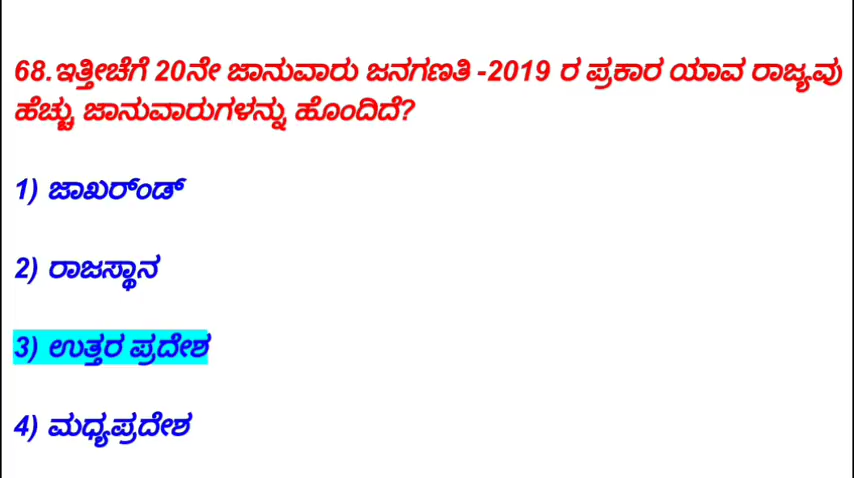 68.ಇತ್ತೀಚೆಗೆ 20ನೇ ಜಾನುವಾರು ಜನಗಣತಿ -2019 ರ ಪ್ರಕಾರ ಯಾವ ರಾಜ್ಯವು
ಹೆಚ್ಚು ಜಾನುವಾರುಗಳನ್ನು ಹೊಂದಿದೆ?
1) ಜಾಖರ್ಂಡ್
2) ರಾಜಸ್ಥಾನ
3) ಉತ್ತರ ಪ್ರದೇಶ
4) ಮಧ್ಯಪ್ರದೇಶ